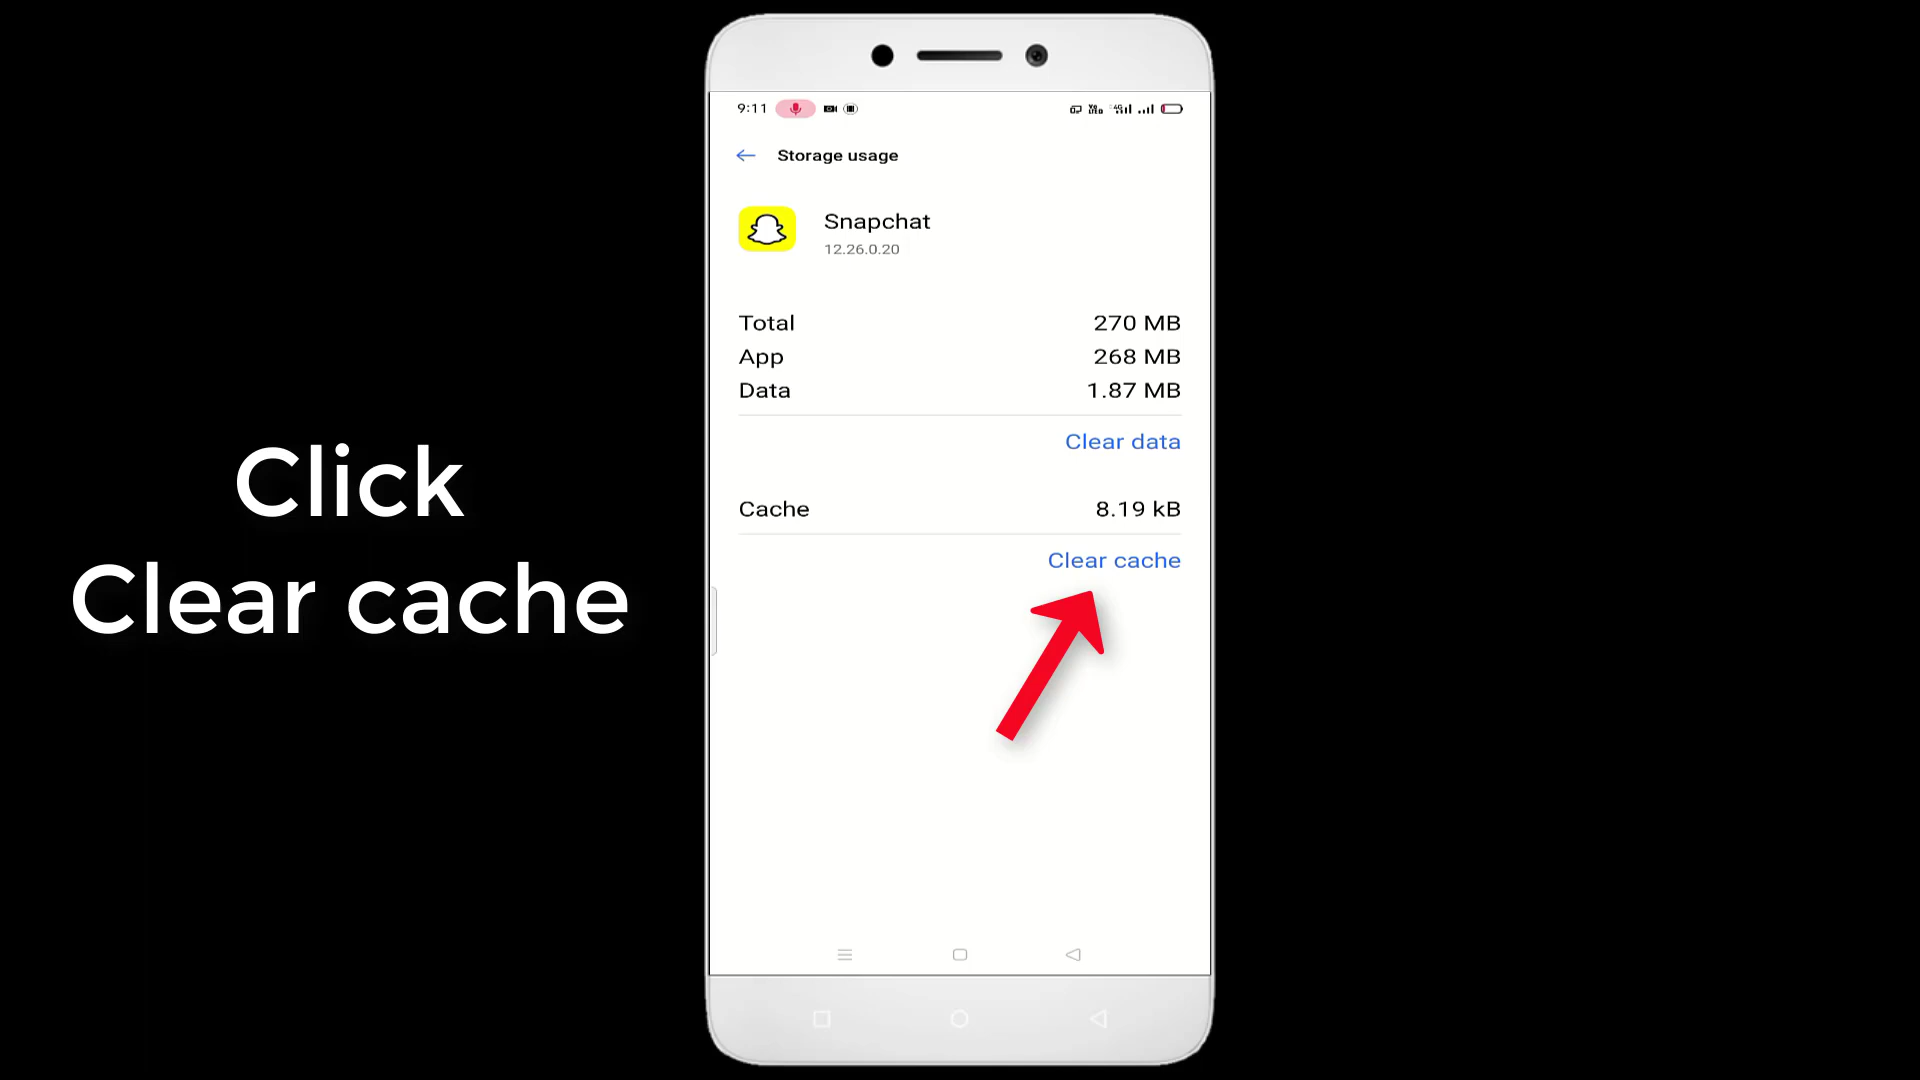 Click
Clear cache
9:11
Storage usage
Snapchat
12.26.0.20
Total 270 MB
App 268 MB
Data 1.87 MB
Clear data
Cache 8.19 kB
Clear cache